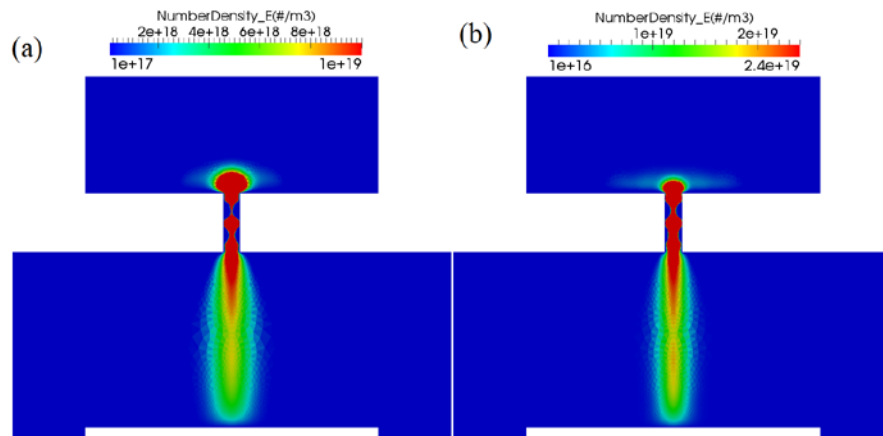 (a)
NumberDensity_E(#/m3)
2e+18 4e+18 6e+18 8e+18
1e+17 1e+19
(b)
NumberDensity_E(#/m3)
1e+19 2e+19
1e+16 2.4e+19